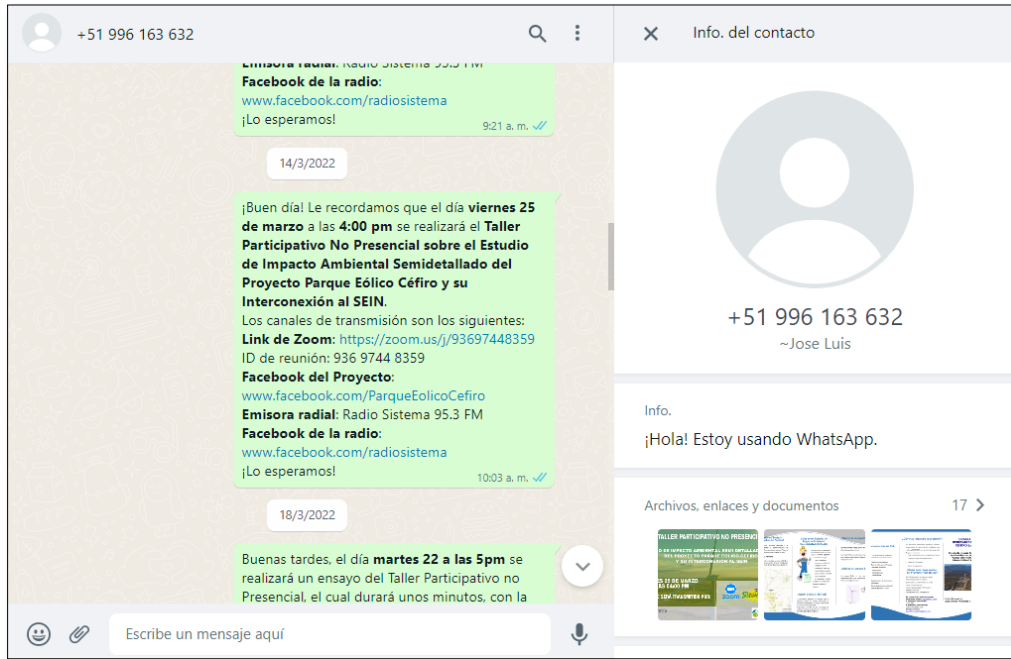 +51 996 163 632
Emisora radial: Radio Sistema 95.3 FM
Facebook de la radio:
www.facebook.com/radiosistema
¡Lo esperamos!
9:21 a. m.
14/3/2022
¡Buen día! Le recordamos que el día viernes 25
de marzo a las 4:00 pm se realizará el Taller
Participativo No Presencial sobre el Estudio
de Impacto Ambiental Semidetallado del
Proyecto Parque Eólico Céfiro y su
Interconexión al SEIN.
Los canales de transmisión son los siguientes:
Link de Zoom: https://zoom.us/j/93697448359
ID de reunión: 936 9744 8359
Facebook del Proyecto:
www.facebook.com/ParqueEolicoCefiro
Emisora radial: Radio Sistema 95.3 FM
Facebook de la radio:
www.facebook.com/radiosistema
¡Lo esperamos!
10:03 a. m.
18/3/2022
Buenas tardes, el día martes 22 a las 5pm se
realizará un ensayo del Taller Participativo no
Presencial, el cual durará unos minutos, con la
Escribe un mensaje aquí
Info. del contacto
+51 996 163 632
~Jose Luis
Info.
¡Hola! Estoy usando WhatsApp.
Archivos, enlaces y documentos
17
TALLER PARTICIPATIVO NO PRESENC
zoom